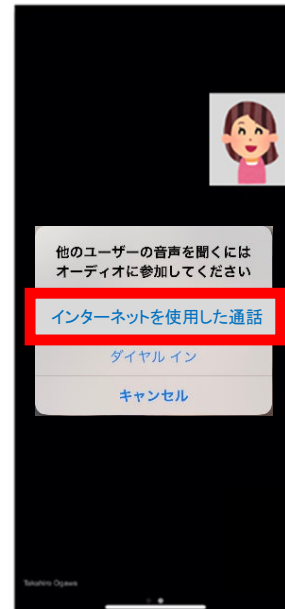 他のユーザーの音声を聞くには
オーディオに参加してください
インターネットを使用した通話
ダイヤル イン
キャンセル
Takahiro Ogawa